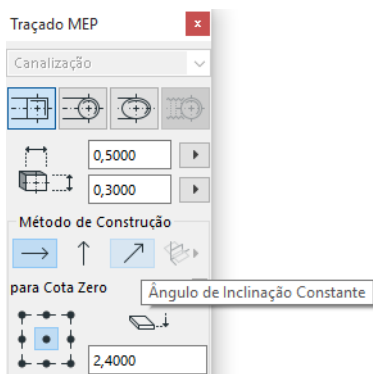 Traçado MEP
x
Canalização
0,5000
0,3000
Método de Construção
para Cota Zero
Ângulo de Inclinação Constante
2,4000